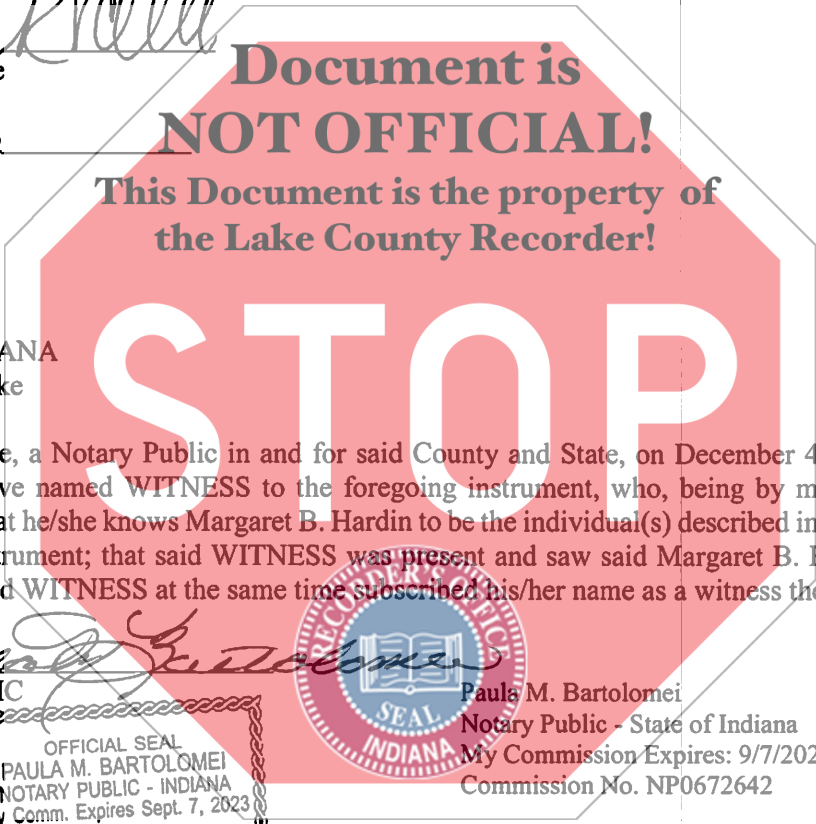 e
Document is
NOT OFFICIAL!
This Document is the property of
the Lake County Recorder!
STOP
ANA
ke
e, a Notary Public in and for said County and State, on December 4
ve named WITNESS to the foregoing instrument, who, being by m
at he/she knows Margaret B. Hardin to be the individual(s) described in
rument; that said WITNESS was present and saw said Margaret B. H
d WITNESS at the same time subscribed his/her name as a witness the
RECORDER'S OFFICE
SEAL
INDIANA
IC
Paula M. Bartolomei
Notary Public - State of Indiana
My Commission Expires: 9/7/202
Commission No. NP0672642
OFFICIAL SEAL
PAULA M. BARTOLOMEI
NOTARY PUBLIC - INDIANA
Comm. Expires Sept. 7, 2023